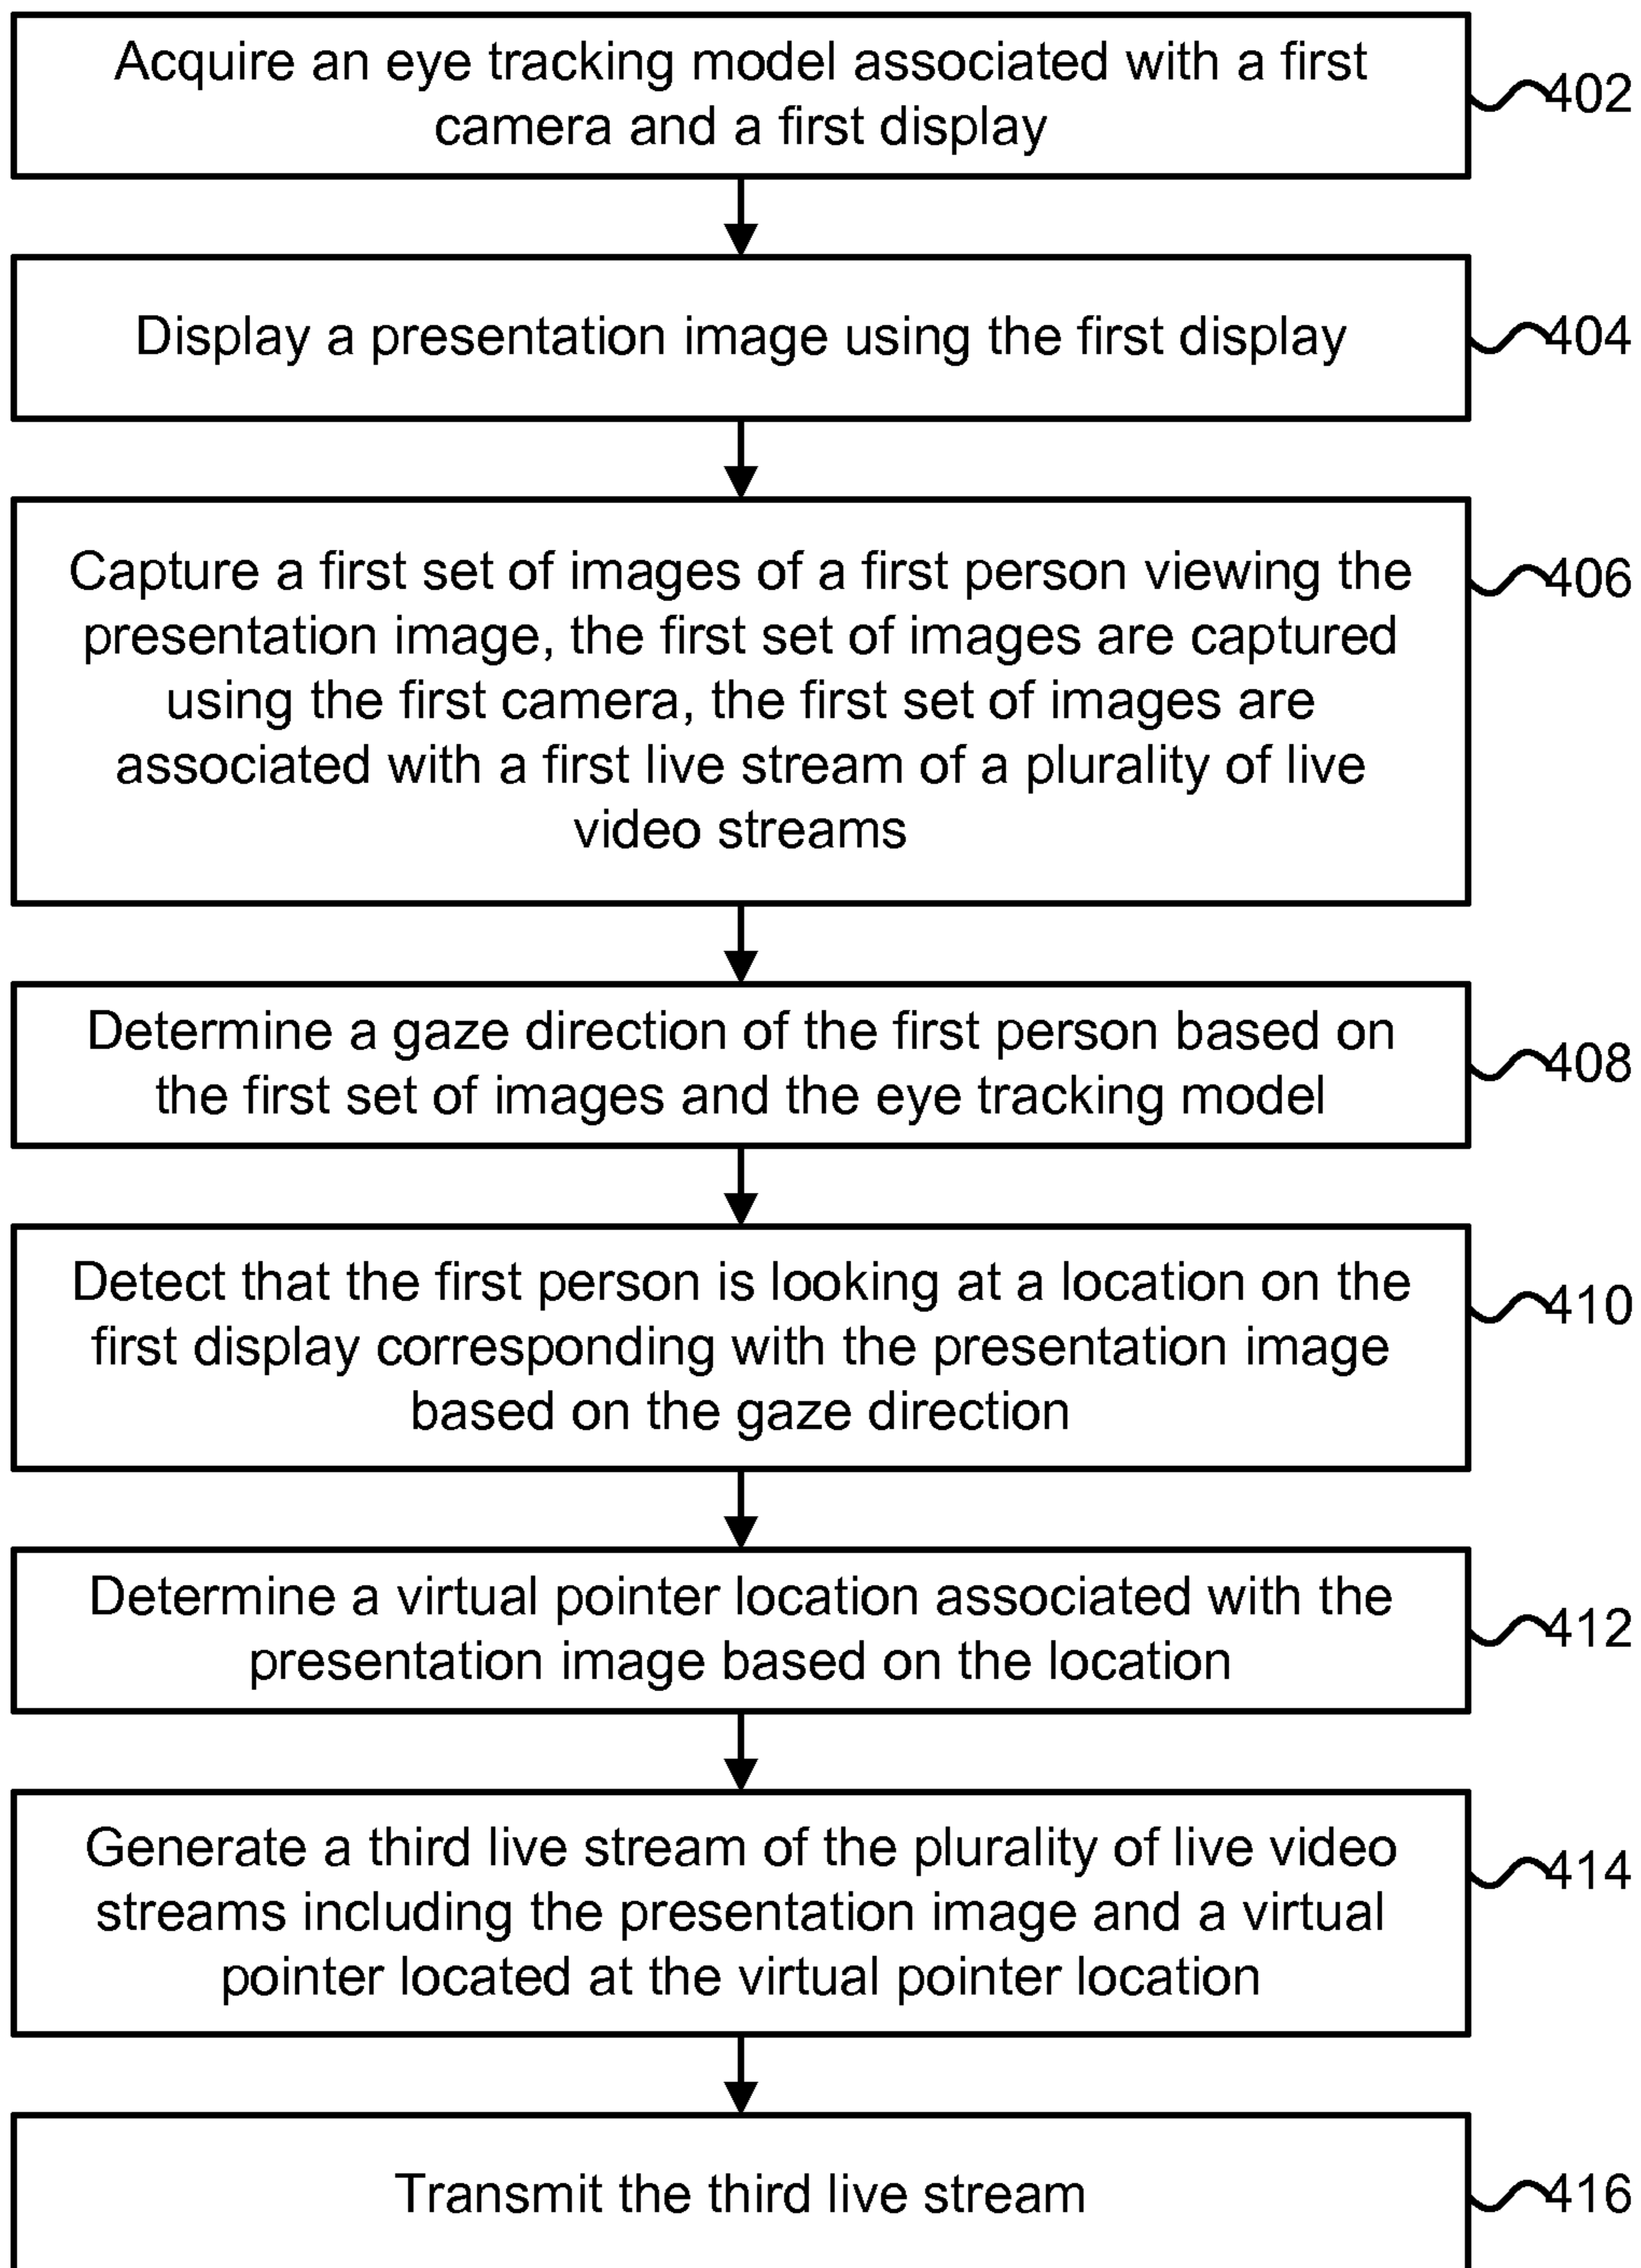 Acquire an eye tracking model associated with a first
camera and a first display
402
Display a presentation image using the first display
404
Capture a first set of images of a first person viewing the
presentation image, the first set of images are captured
using the first camera, the first set of images are
associated with a first live stream of a plurality of live
video streams
406
Determine a gaze direction of the first person based on
the first set of images and the eye tracking model
408
Detect that the first person is looking at a location on the
first display corresponding with the presentation image
based on the gaze direction
410
Determine a virtual pointer location associated with the
presentation image based on the location
412
Generate a third live stream of the plurality of live video
streams including the presentation image and a virtual
pointer located at the virtual pointer location
414
Transmit the third live stream
416